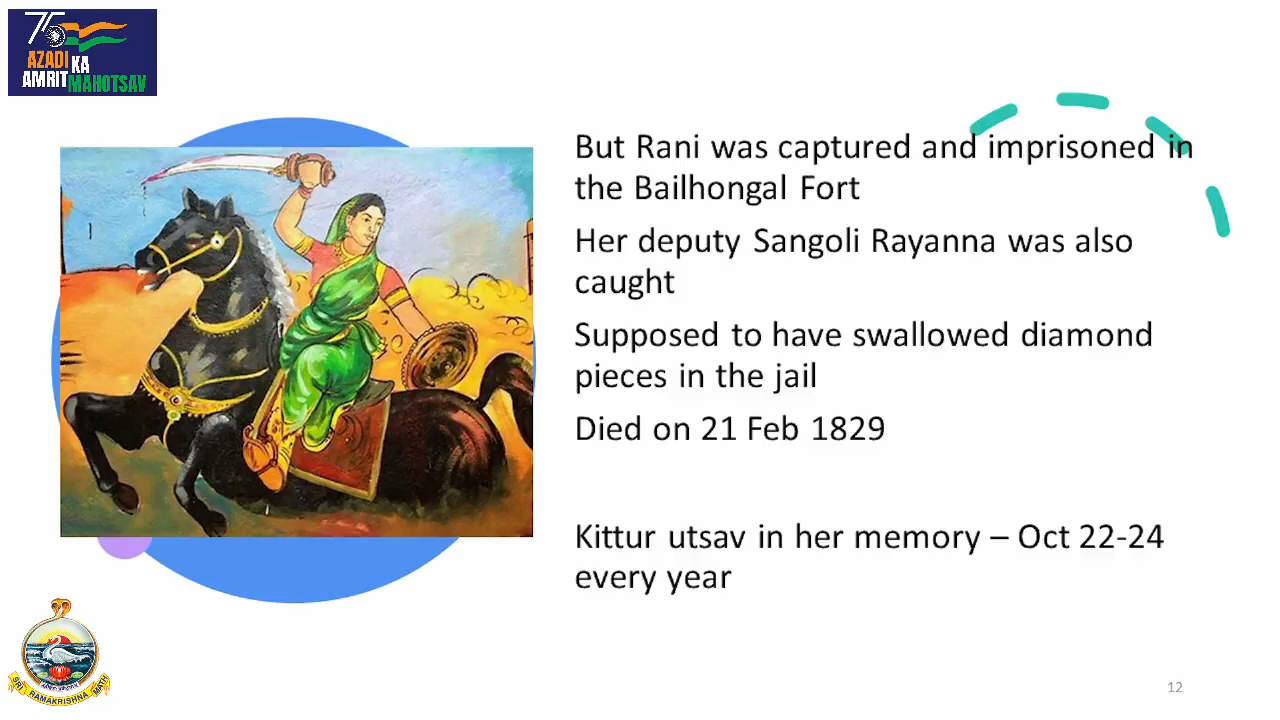 75
AZADI
KA
AMRIT
MAHOTSAV
But Rani was captured and imprisoned in
the Bailhongal Fort
Her deputy Sangoli Rayanna was also
caught
Supposed to have swallowed diamond
pieces in the jail
Died on 21 Feb 1829
Kittur utsav in her memory – Oct 22-24
every year
SRI RAMAKRISHNA MATH
12